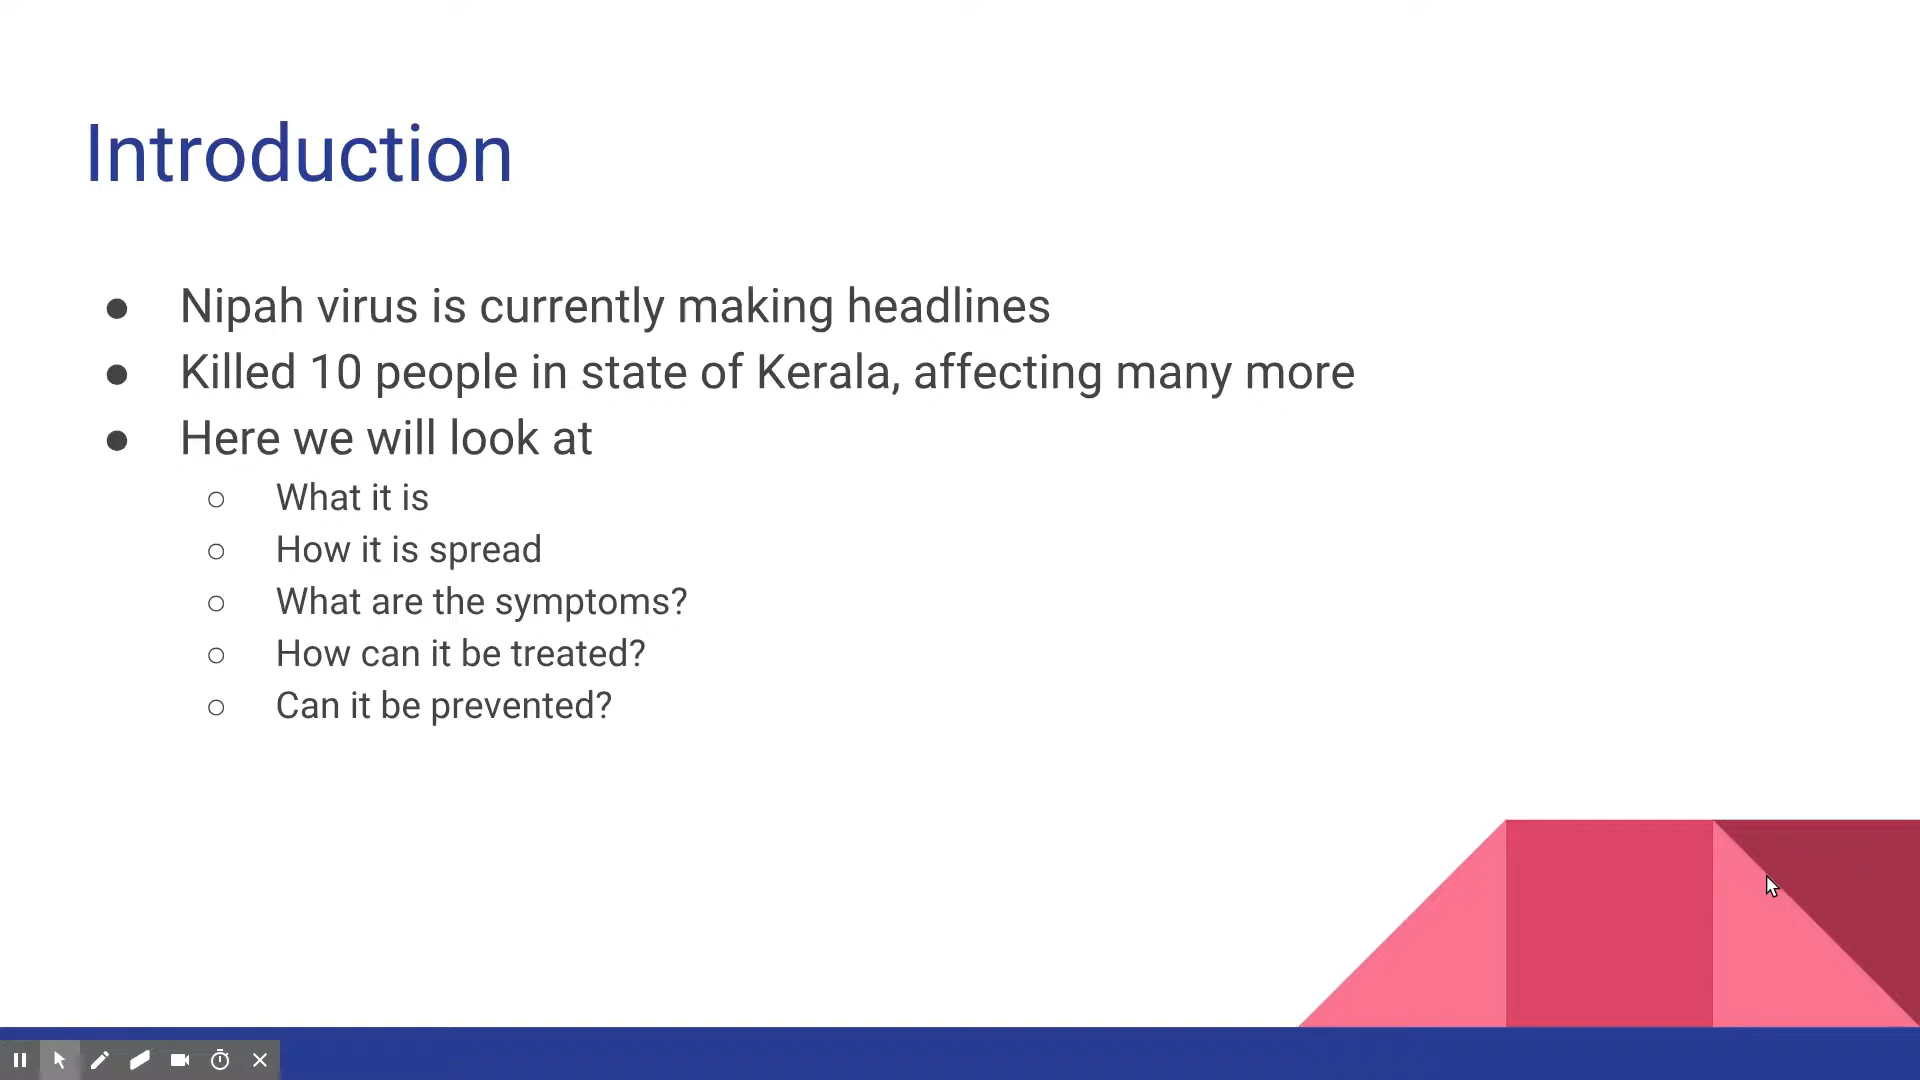 Introduction
● Nipah virus is currently making headlines
● Killed 10 people in state of Kerala, affecting many more
● Here we will look at
○ What it is
○ How it is spread
○ What are the symptoms?
○ How can it be treated?
○ Can it be prevented?